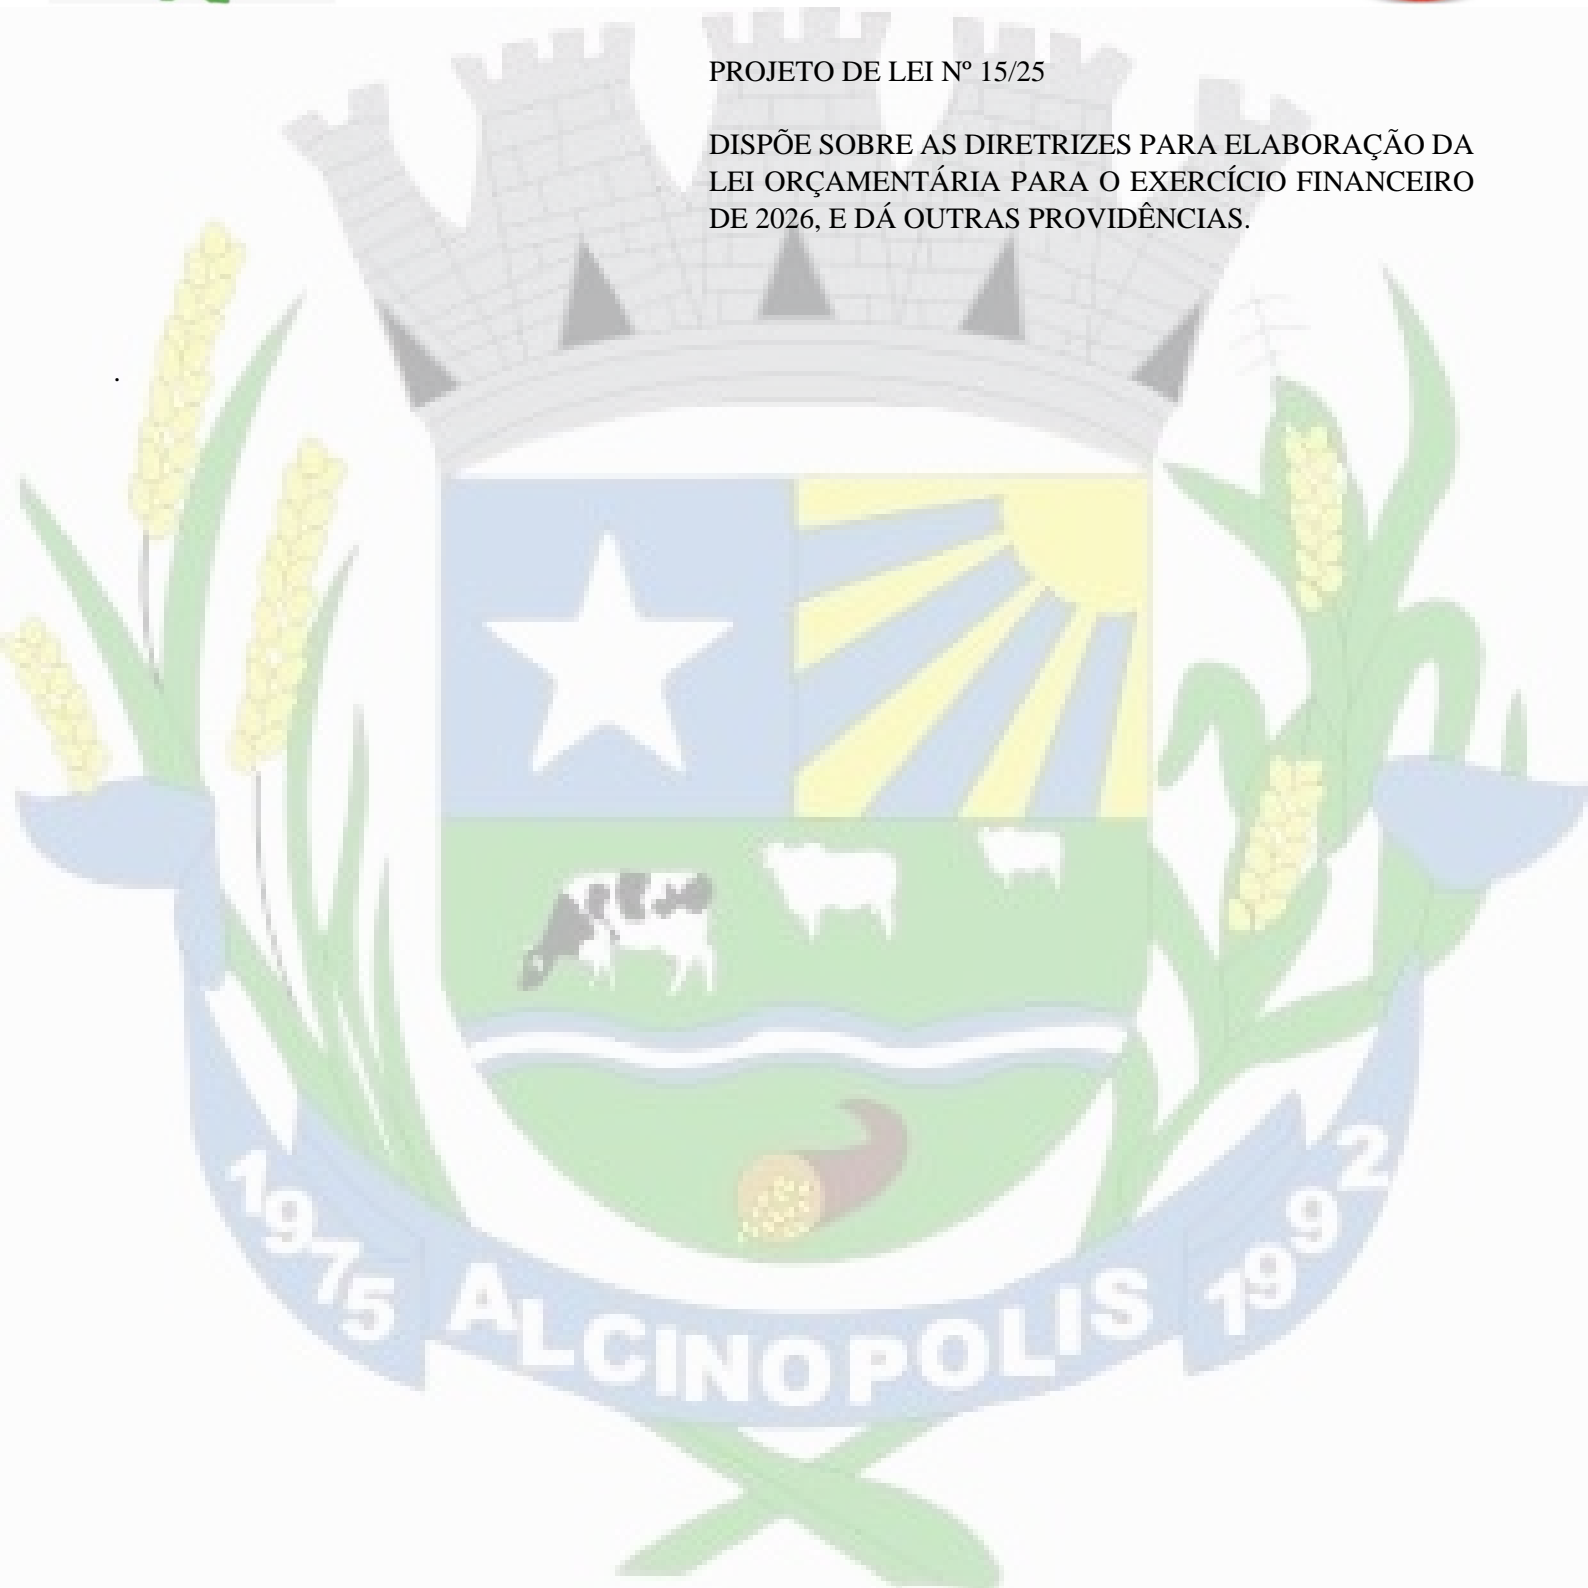 PROJETO DE LEI Nº 15/25
DISPÕE SOBRE AS DIRETRIZES PARA ELABORAÇÃO DA
LEI ORÇAMENTÁRIA PARA O EXERCÍCIO FINANCEIRO
DE 2026, E DÁ OUTRAS PROVIDÊNCIAS.
.
1975 ALCINOPOLIS 1992